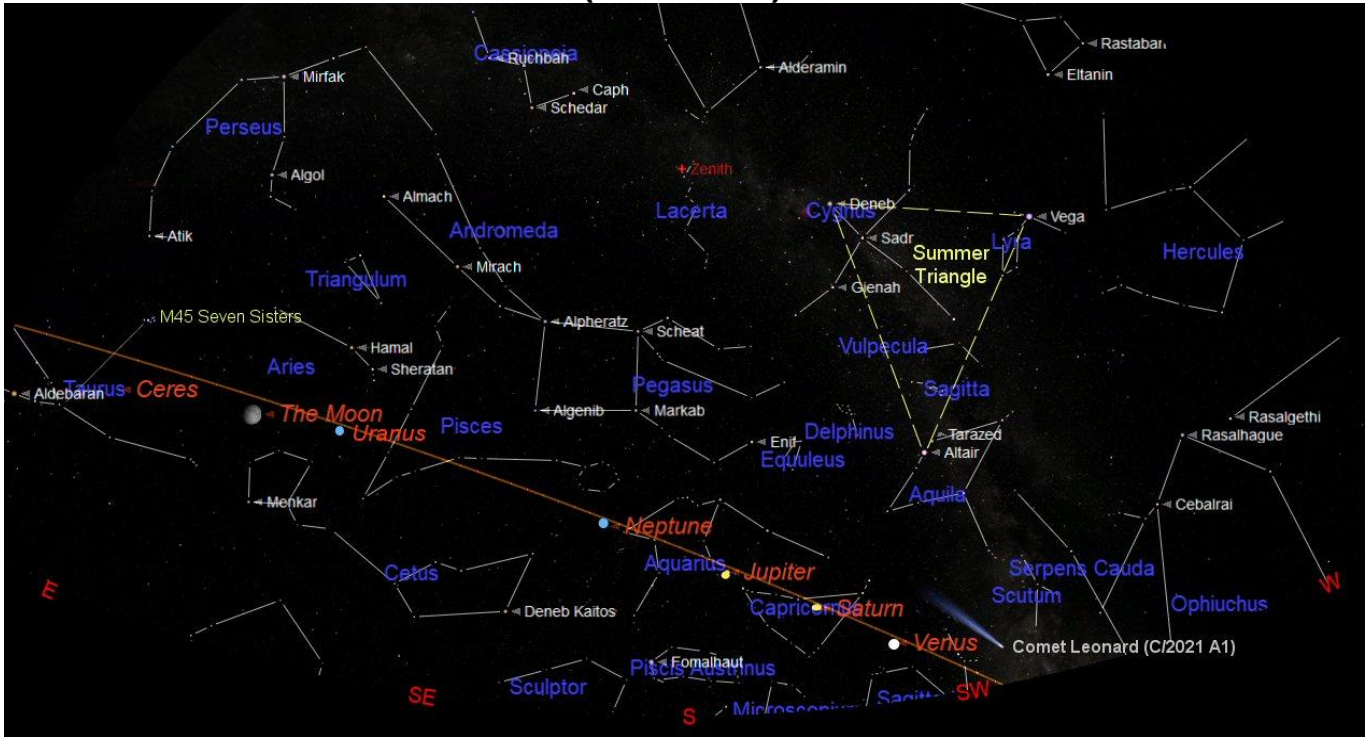 Cassiopeia
Ruchbah
Rastaban
Alderamin
Eltanin
Mirfak
Caph
Schedar
Perseus
Algol
Zenith
Almach
Lacerta
Cygnus
Deneb
Vega
Atik
Andromeda
Sadr
Lyra
Hercules
Summer
Triangle
Mirach
Triangulum
Gienah
M45 Seven Sisters
Alpheratz
Scheat
Hamal
Vulpecula
Aries
Sheratan
Pegasus
Taurus
Ceres
Aldebaran
Sagitta
The Moon
Algenib
Markab
Rasalgethi
Uranus
Pisces
Delphinus
Tarazed
Rasalhague
Enif
Equuleus
Altair
Aquila
Menkar
Cebalrai
Neptune
Aquarius
Jupiter
Cetus
Serpens Cauda
E
W
Scutum
Capricornus
Saturn
Ophiuchus
Deneb Kaitos
Venus
Comet Leonard (C/2021 A1)
Fomalhaut
Piscis Austrinus
Sculptor
SE
SW
Sagitta
Microscopium
S